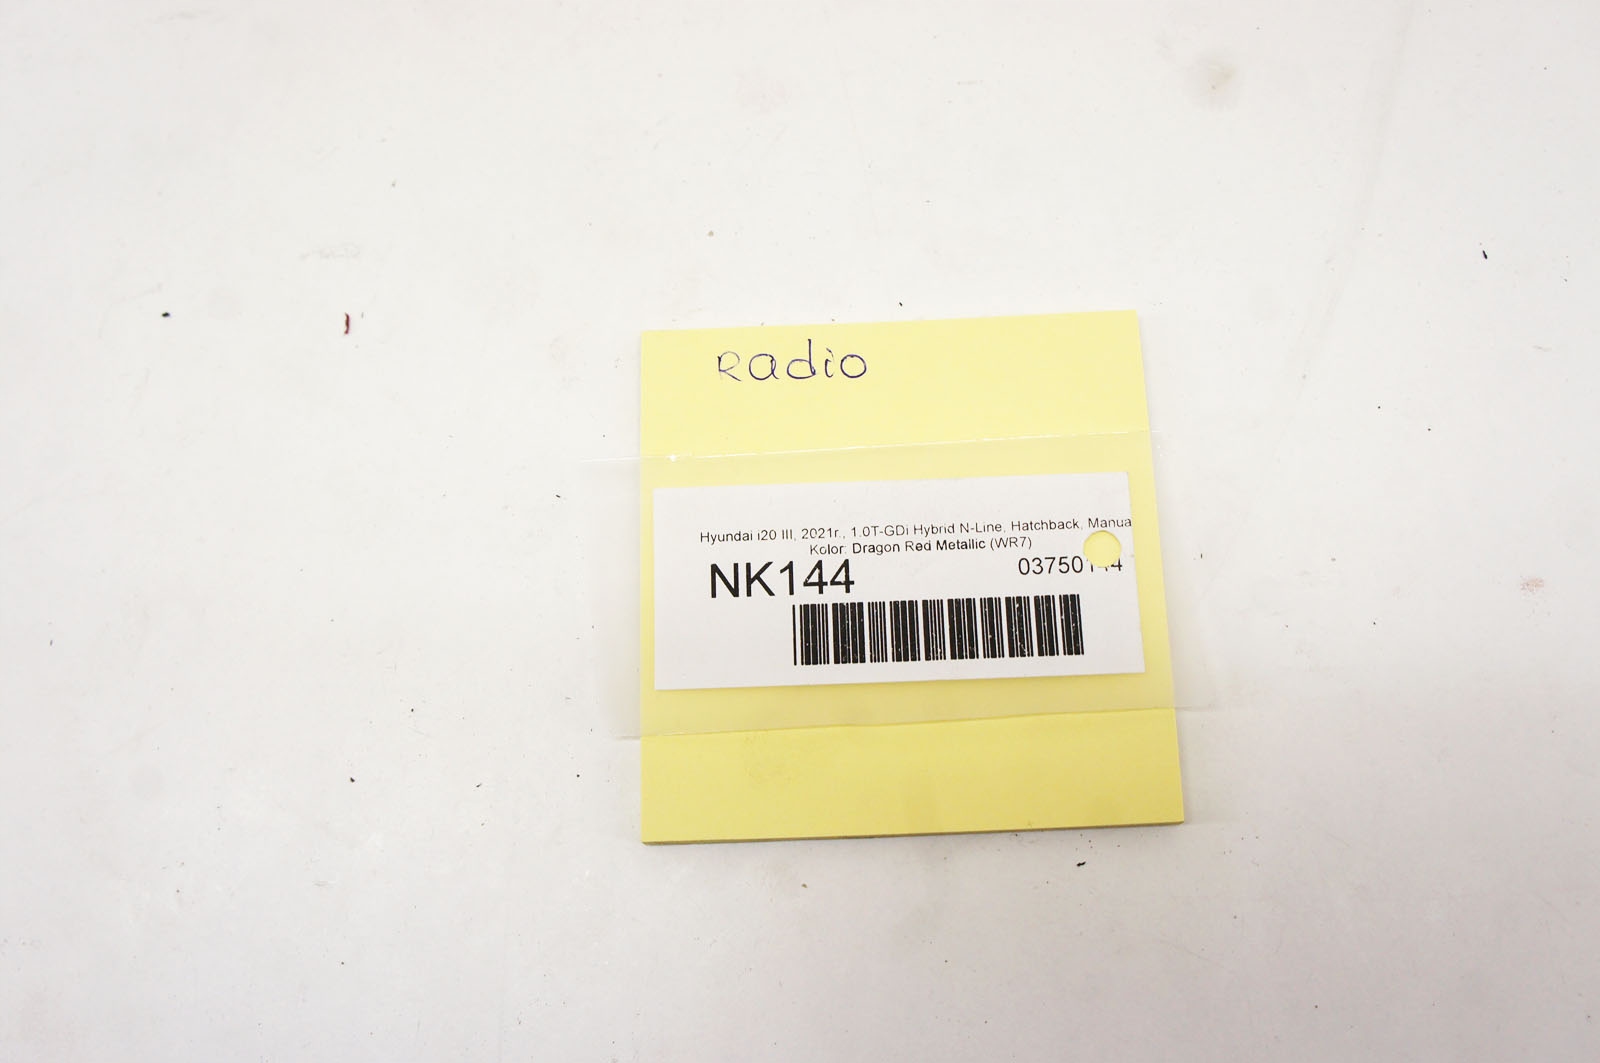 Radio
Hyundai i20 III, 2021r., 1.0T-GDi Hybrid N-Line, Hatchback, Manua
Kolor: Dragon Red Metallic (WR7)
NK144